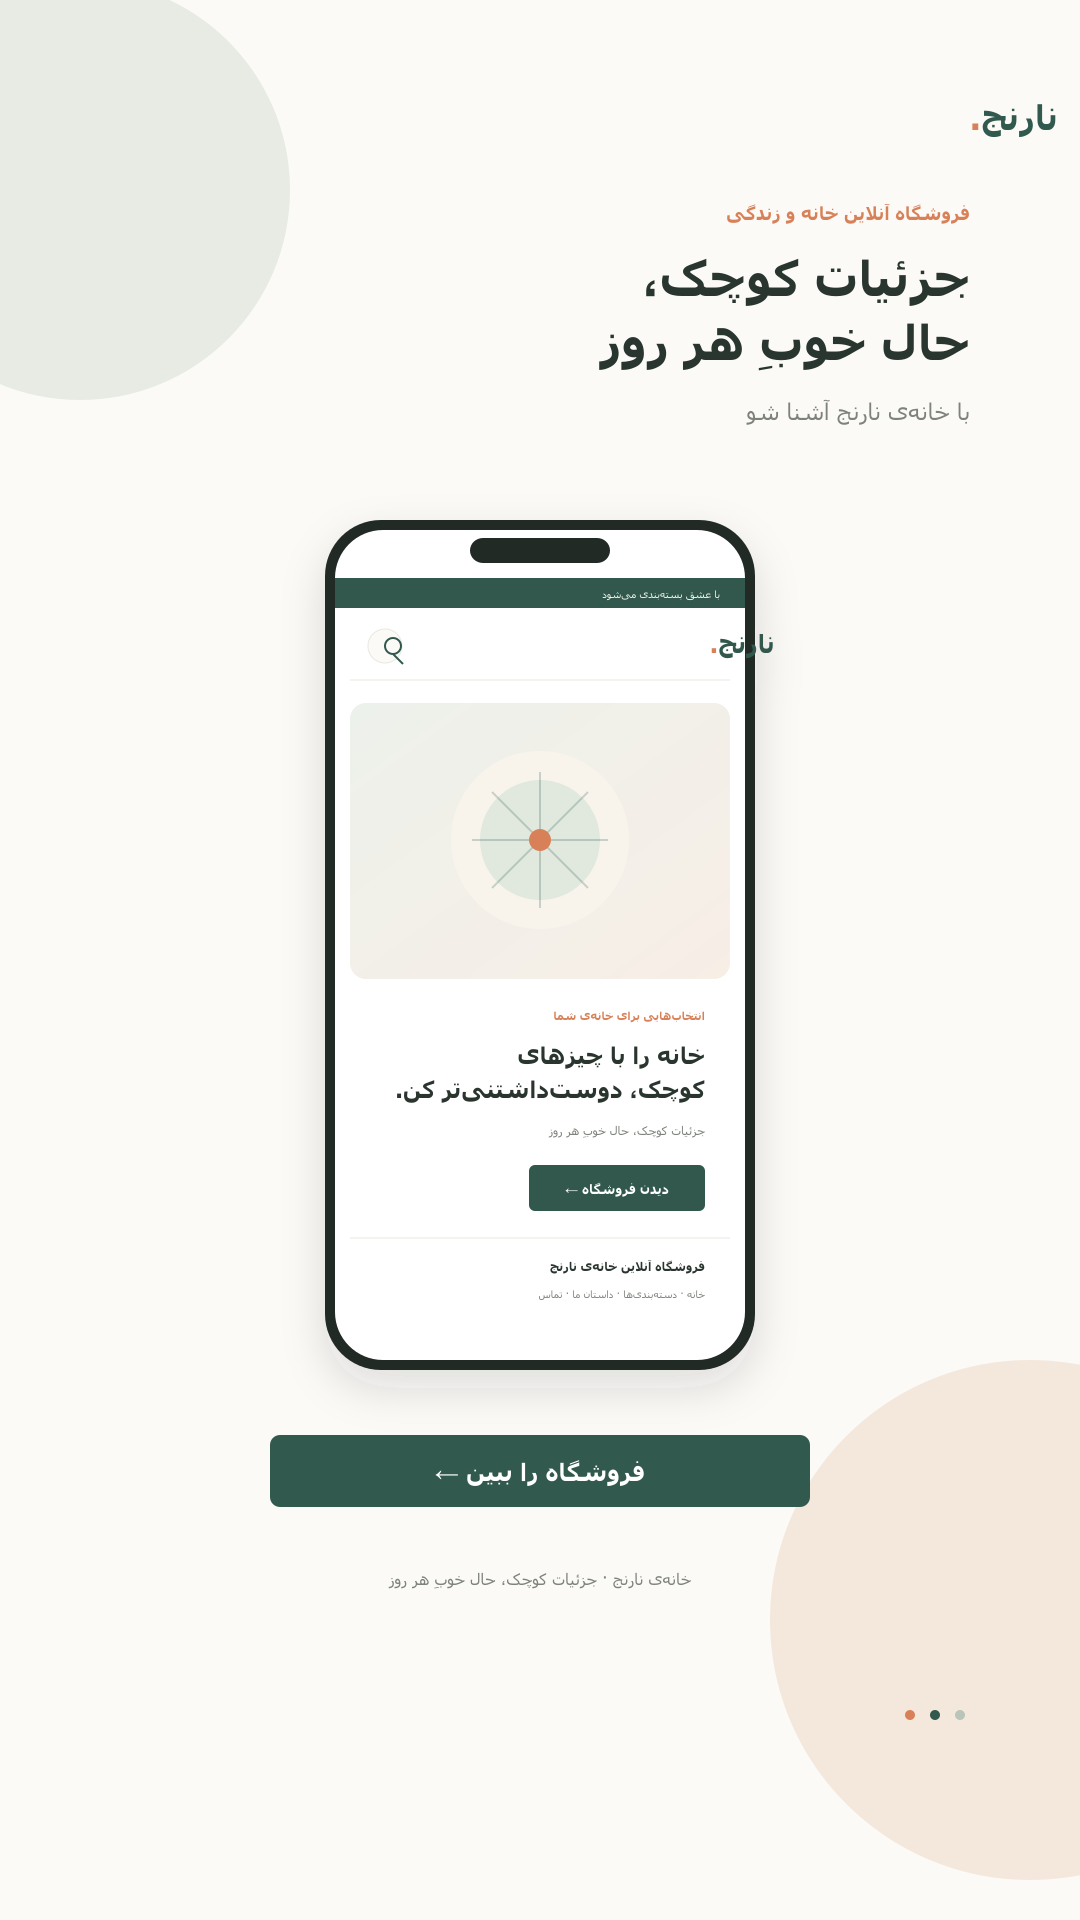 نارنج.
فروشگاه آنلاین خانه و زندگی
جزئیات کوچک،
حال خوبِ هر روز
با خانه‌ی نارنج آشنا شو
با عشق بسته‌بندی می‌شود
نارنج.
انتخاب‌هایی برای خانه‌ی شما
خانه را با چیزهای
کوچک، دوست‌داشتنی‌تر کن.
جزئیات کوچک، حال خوبِ هر روز
دیدن فروشگاه ←
فروشگاه آنلاین خانه‌ی نارنج
خانه · دسته‌بندی‌ها · داستان ما · تماس
فروشگاه را ببین ←
خانه‌ی نارنج · جزئیات کوچک، حال خوبِ هر روز